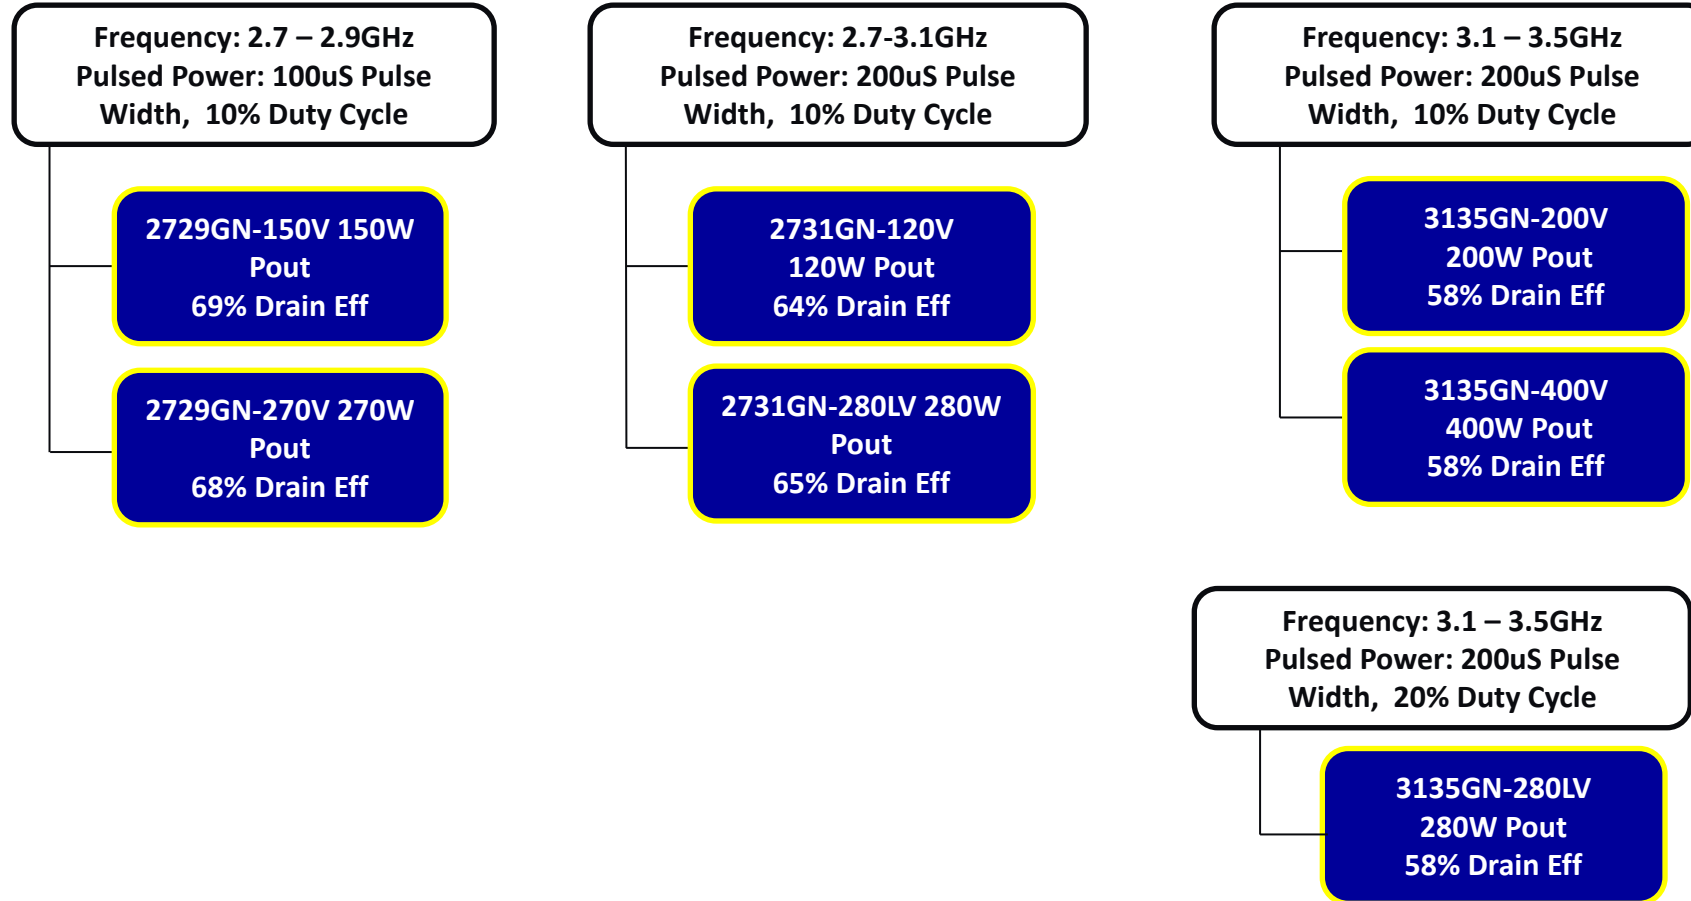 Frequency: 2.7 – 2.9GHz
Pulsed Power: 100uS Pulse
Width,  10% Duty Cycle
2729GN-150V 150W
Pout
69% Drain Eff
2729GN-270V 270W
Pout
68% Drain Eff
Frequency: 2.7-3.1GHz
Pulsed Power: 200uS Pulse
Width,  10% Duty Cycle
2731GN-120V
120W Pout
64% Drain Eff
2731GN-280LV 280W
Pout
65% Drain Eff
Frequency: 3.1 – 3.5GHz
Pulsed Power: 200uS Pulse
Width,  10% Duty Cycle
3135GN-200V
200W Pout
58% Drain Eff
3135GN-400V
400W Pout
58% Drain Eff
Frequency: 3.1 – 3.5GHz
Pulsed Power: 200uS Pulse
Width,  20% Duty Cycle
3135GN-280LV
280W Pout
58% Drain Eff